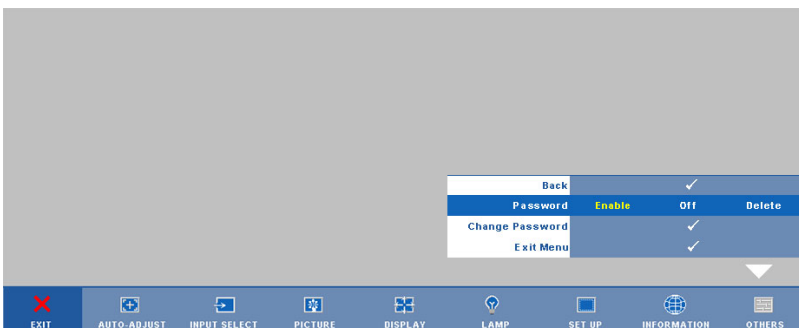 Back
Password Enable Off Delete
Change Password
Exit Menu
EXIT AUTO-ADJUST INPUT SELECT PICTURE DISPLAY LAMP SET UP INFORMATION OTHERS